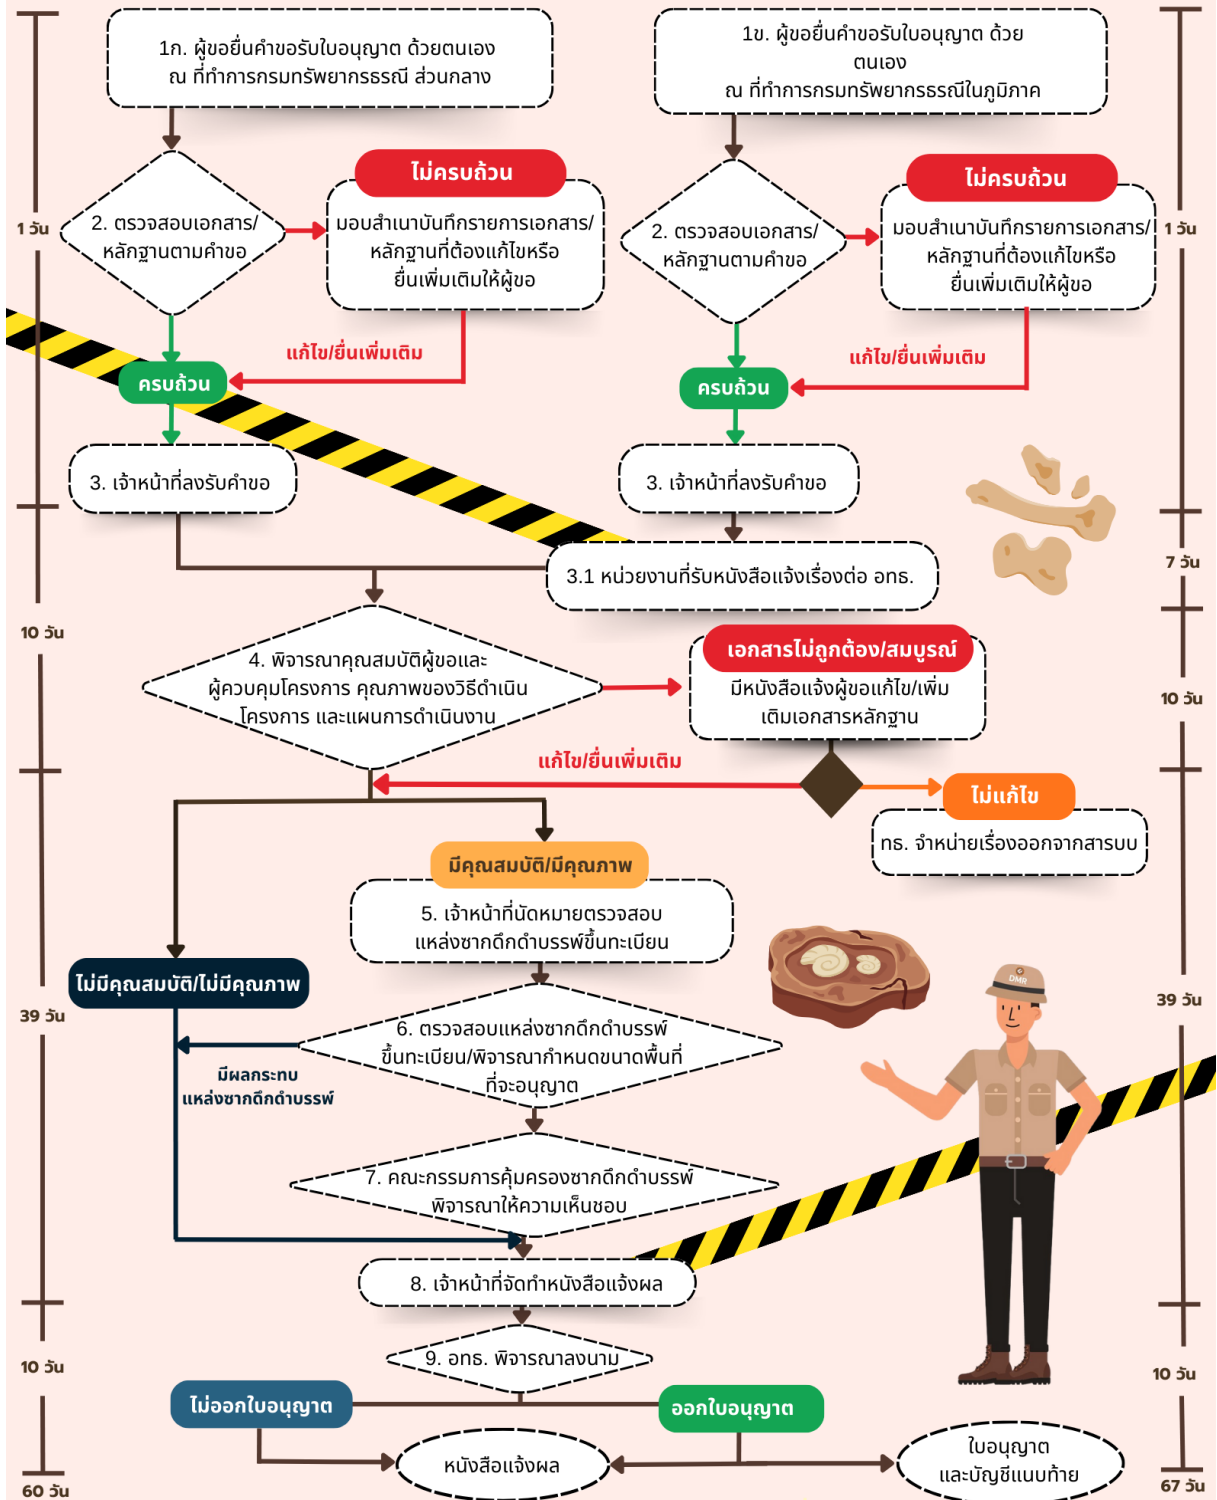 1ก. ผู้ขอยื่นคำขอรับใบอนุญาต ด้วยตนเอง
ณ ที่ทำการกรมทรัพยากรธรณี ส่วนกลาง
1ข. ผู้ขอยื่นคำขอรับใบอนุญาต ด้วย
ตนเอง
ณ ที่ทำการกรมทรัพยากรธรณีในภูมิภาค
1 วัน
2. ตรวจสอบเอกสาร/
หลักฐานตามคำขอ
ไม่ครบถ้วน
มอบสำเนาบันทึกรายการเอกสาร/
หลักฐานที่ต้องแก้ไขหรือ
ยื่นเพิ่มเติมให้ผู้ขอ
2. ตรวจสอบเอกสาร/
หลักฐานตามคำขอ
ไม่ครบถ้วน
มอบสำเนาบันทึกรายการเอกสาร/
หลักฐานที่ต้องแก้ไขหรือ
ยื่นเพิ่มเติมให้ผู้ขอ
1 วัน
แก้ไข/ยื่นเพิ่มเติม
ครบถ้วน
แก้ไข/ยื่นเพิ่มเติม
ครบถ้วน
3. เจ้าหน้าที่ลงรับคำขอ
3. เจ้าหน้าที่ลงรับคำขอ
3.1 หน่วยงานที่รับหนังสือแจ้งเรื่องต่อ อทธ.
7 วัน
10 วัน
4. พิจารณาคุณสมบัติผู้ขอและ
ผู้ควบคุมโครงการ คุณภาพของวิธีดำเนิน
โครงการ และแผนการดำเนินงาน
เอกสารไม่ถูกต้อง/สมบูรณ์
มีหนังสือแจ้งผู้ขอแก้ไข/เพิ่ม
เติมเอกสารหลักฐาน
10 วัน
แก้ไข/ยื่นเพิ่มเติม
ไม่แก้ไข
ทธ. จำหน่ายเรื่องออกจากสารบบ
มีคุณสมบัติ/มีคุณภาพ
5. เจ้าหน้าที่นัดหมายตรวจสอบ
แหล่งซากดึกดำบรรพ์ขึ้นทะเบียน
ไม่มีคุณสมบัติ/ไม่มีคุณภาพ
39 วัน
6. ตรวจสอบแหล่งซากดึกดำบรรพ์
ขึ้นทะเบียน/พิจารณากำหนดขนาดพื้นที่
ที่จะอนุญาต
DMR
39 วัน
มีผลกระทบ
แหล่งซากดึกดำบรรพ์
7. คณะกรรมการคุ้มครองซากดึกดำบรรพ์
พิจารณาให้ความเห็นชอบ
8. เจ้าหน้าที่จัดทำหนังสือแจ้งผล
9. อทธ. พิจารณาลงนาม
10 วัน
10 วัน
ไม่ออกใบอนุญาต
ออกใบอนุญาต
หนังสือแจ้งผล
ใบอนุญาต
และบัญชีแนบท้าย
60 วัน
67 วัน